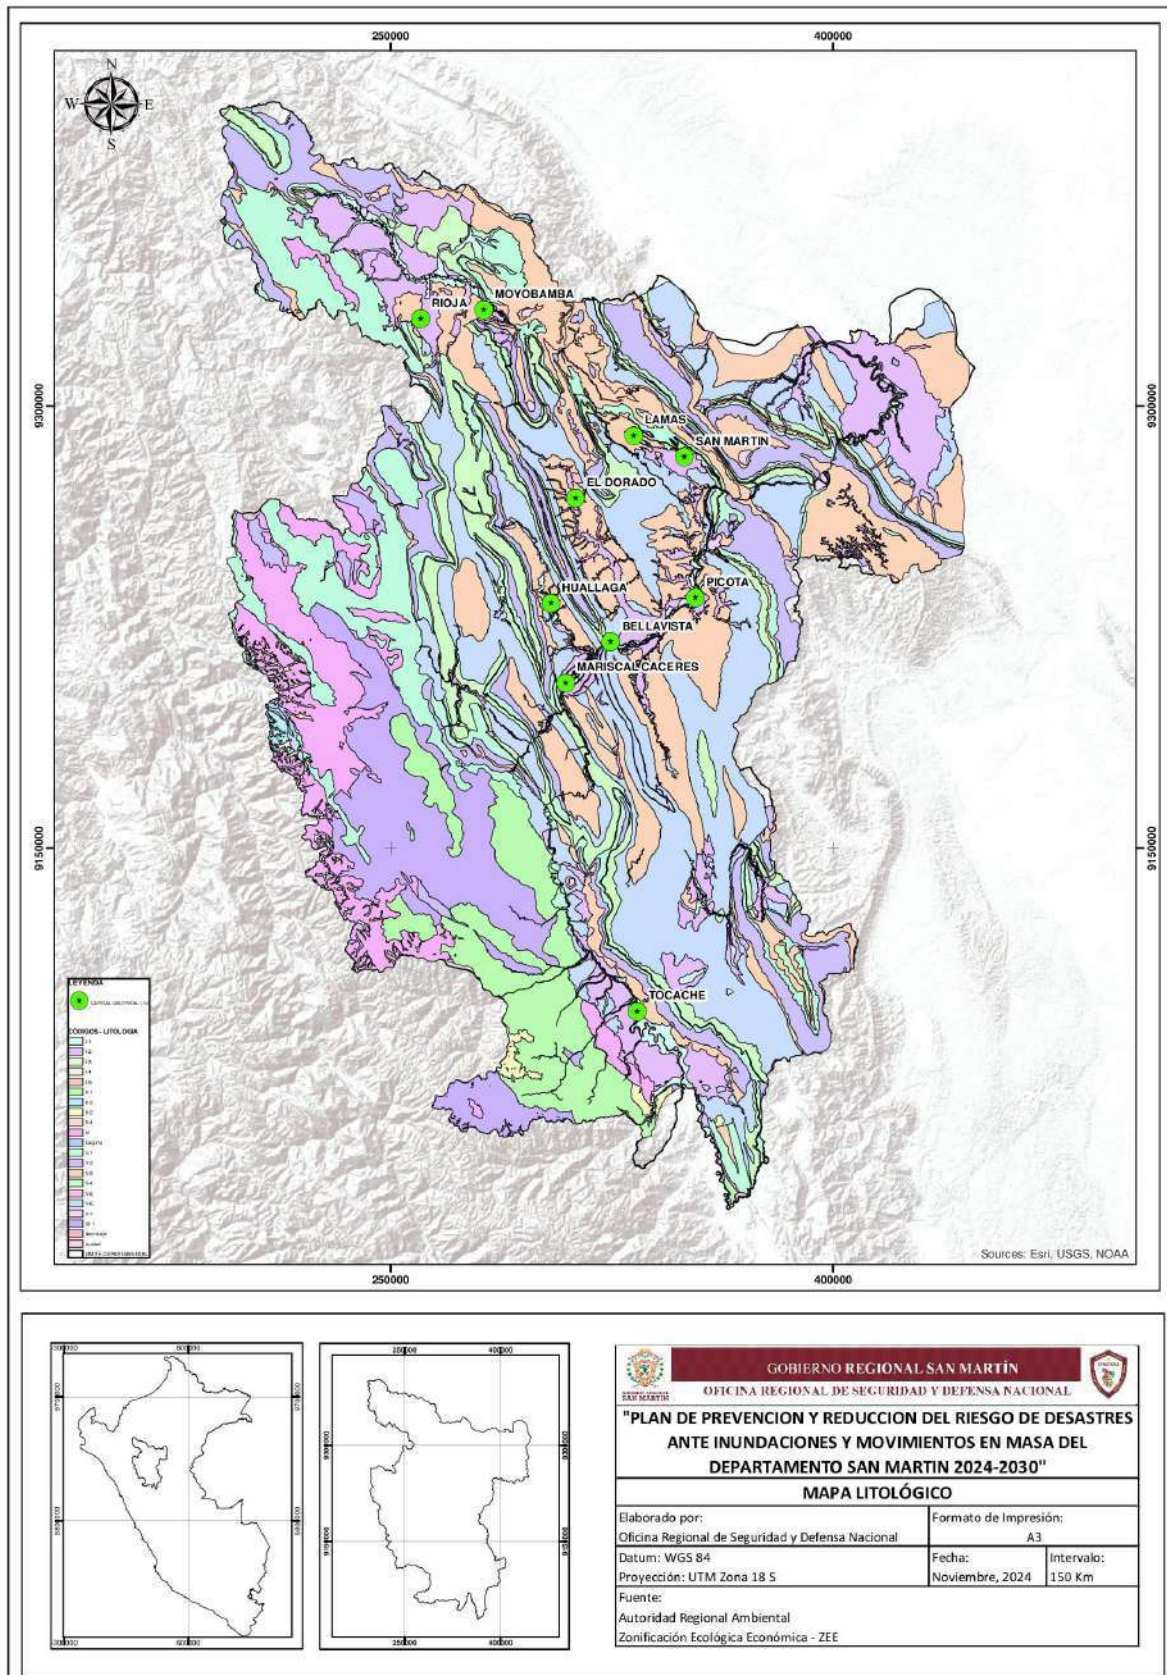 250000
400000
N
W E
S
RIOJA
MOYOBAMBA
9300000
9300000
LAMAS
SAN MARTIN
EL DORADO
HUALLAGA
PICOTA
BELLAVISTA
MARISCAL CACERES
9150000
9150000
TOCACHE
LEYENDA
CODIGOS - LITOLOGIA
Sources: Esri, USGS, NOAA
250000
400000
250000
400000
250000
400000
GOBIERNO REGIONAL SAN MARTÍN
OFICINA REGIONAL DE SEGURIDAD Y DEFENSA NACIONAL
"PLAN DE PREVENCION Y REDUCCION DEL RIESGO DE DESASTRES
ANTE INUNDACIONES Y MOVIMIENTOS EN MASA DEL
DEPARTAMENTO SAN MARTIN 2024-2030"
MAPA LITOLÓGICO
Elaborado por:
Oficina Regional de Seguridad y Defensa Nacional
Formato de Impresión:
A3
Datum: WGS 84
Proyección: UTM Zona 18 S
Fecha:
Noviembre, 2024
Intervalo:
150 Km
Fuente:
Autoridad Regional Ambiental
Zonificación Ecológica Económica - ZEE